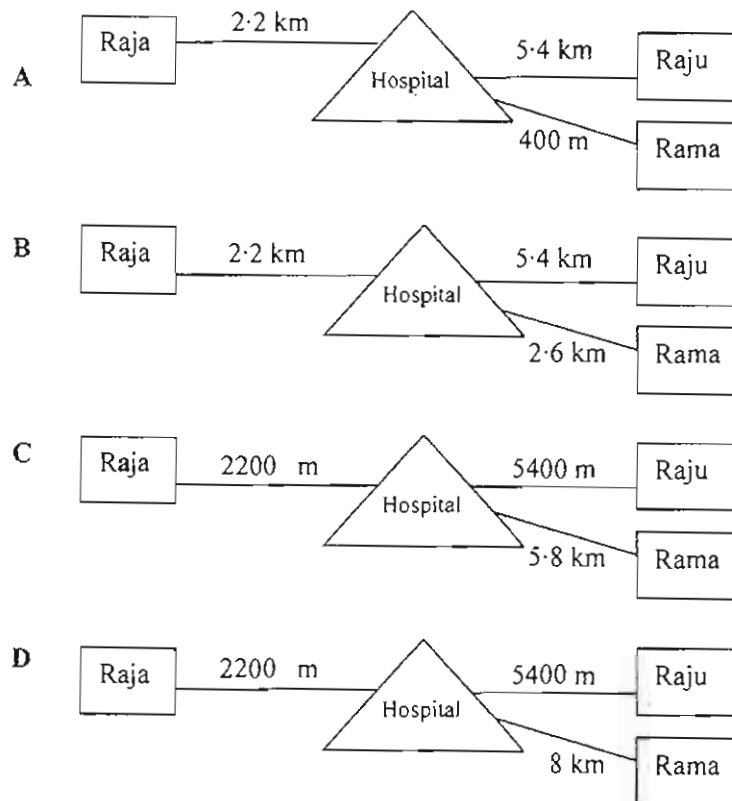 A
Raja 2·2 km Hospital 5·4 km Raju
400 m Rama
B
Raja 2·2 km Hospital 5·4 km Raju
2·6 km Rama
C
Raja 2200 m Hospital 5400 m Raju
5·8 km Rama
D
Raja 2200 m Hospital 5400 m Raju
8 km Rama